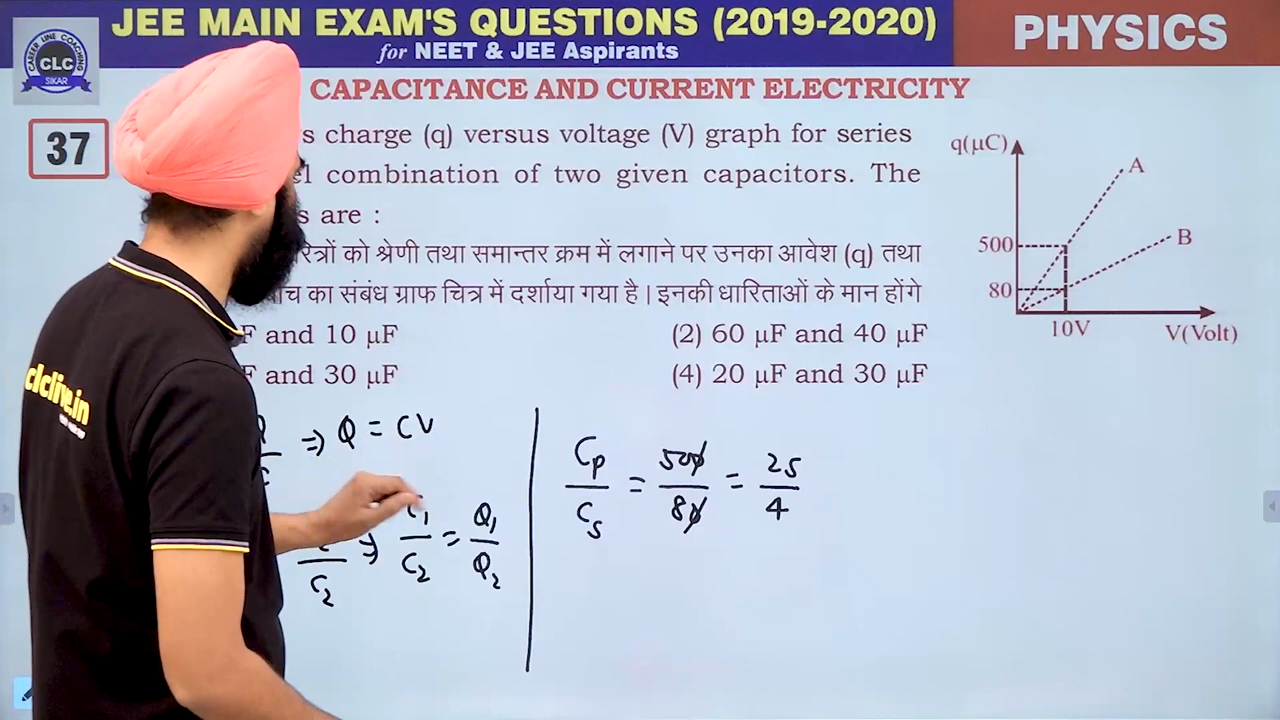 JEE MAIN EXAM'S QUESTIONS (2019-2020)
for NEET & JEE Aspirants
PHYSICS
CAREER LINE COACHING
CLC
SIKAR
CAPACITANCE AND CURRENT ELECTRICITY
37
s charge (q) versus voltage (V) graph for series
l combination of two given capacitors. The
s are :
को श्रेणी तथा समान्तर क्रम में लगाने पर उनका आवेश (q) तथा
का संबंध ग्राफ चित्र में दर्शाया गया है। इनकी धारिताओं के मान होंगे
F and 10 μF
(2) 60 μF and 40 μF
F and 30 μF
(4) 20 μF and 30 μF
q(μC)
A
500
B
80
10V
V(Volt)
clclive.in
⇒ Q = CV
C₂ ⇒ C₁/C₂ = Q₁/Q₂
Cp/Cs = 500/80 = 25/4